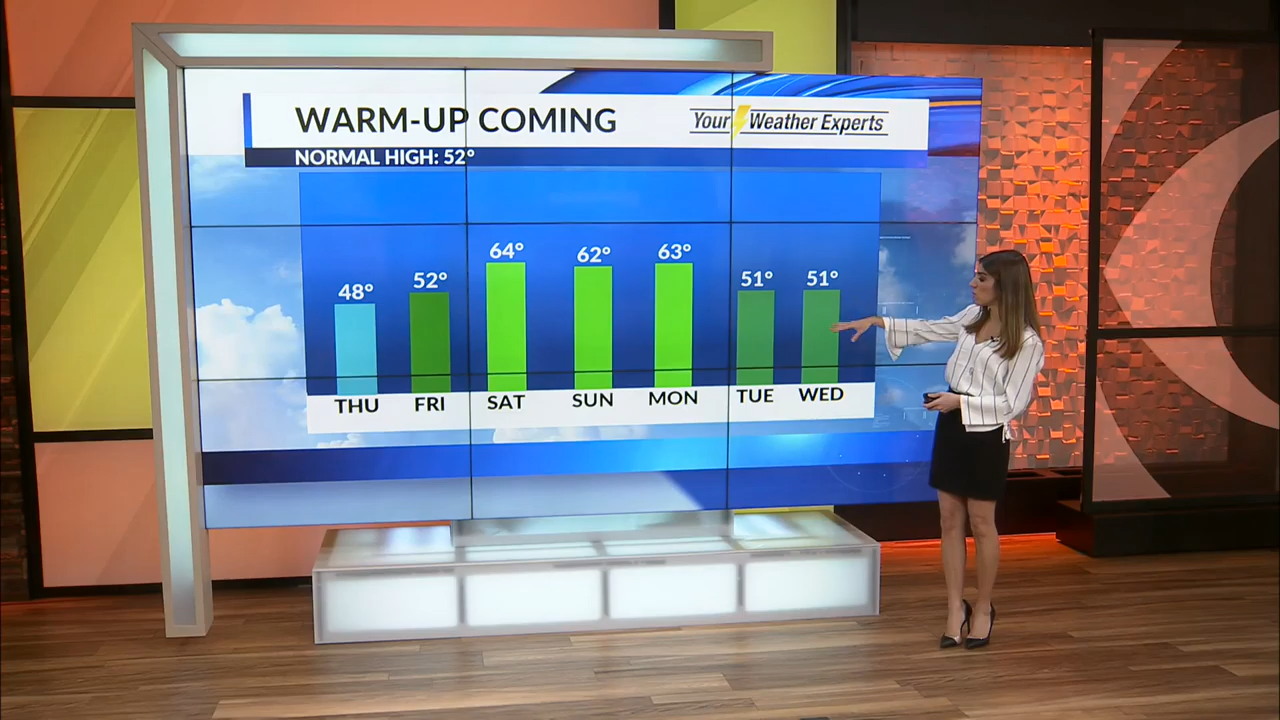 WARM-UP COMING
Your Weather Experts
NORMAL HIGH: 52°
48° 52° 64° 62° 63° 51° 51°
THU FRI SAT SUN MON TUE WED